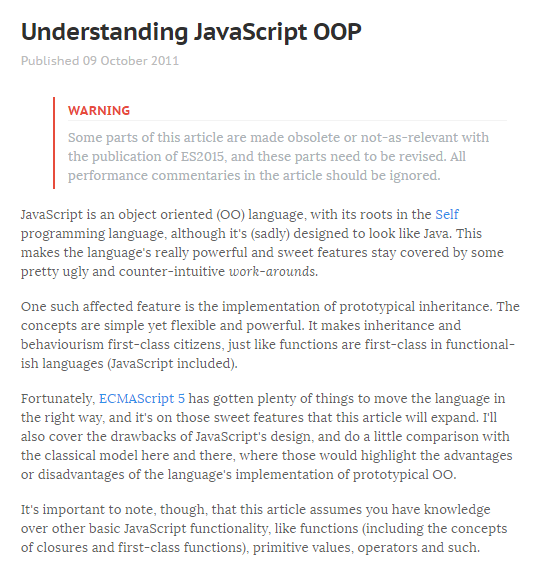 Understanding JavaScript OOP
Published 09 October 2011
WARNING
Some parts of this article are made obsolete or not-as-relevant with
the publication of ES2015, and these parts need to be revised. All
performance commentaries in the article should be ignored.
JavaScript is an object oriented (OO) language, with its roots in the Self
programming language, although it's (sadly) designed to look like Java. This
makes the language's really powerful and sweet features stay covered by some
pretty ugly and counter-intuitive work-arounds.
One such affected feature is the implementation of prototypical inheritance. The
concepts are simple yet flexible and powerful. It makes inheritance and
behaviourism first-class citizens, just like functions are first-class in functional-
ish languages (JavaScript included).
Fortunately, ECMAScript 5 has gotten plenty of things to move the language in
the right way, and it's on those sweet features that this article will expand. I'll
also cover the drawbacks of JavaScript's design, and do a little comparison with
the classical model here and there, where those would highlight the advantages
or disadvantages of the language's implementation of prototypical OO.
It's important to note, though, that this article assumes you have knowledge
over other basic JavaScript functionality, like functions (including the concepts
of closures and first-class functions), primitive values, operators and such.